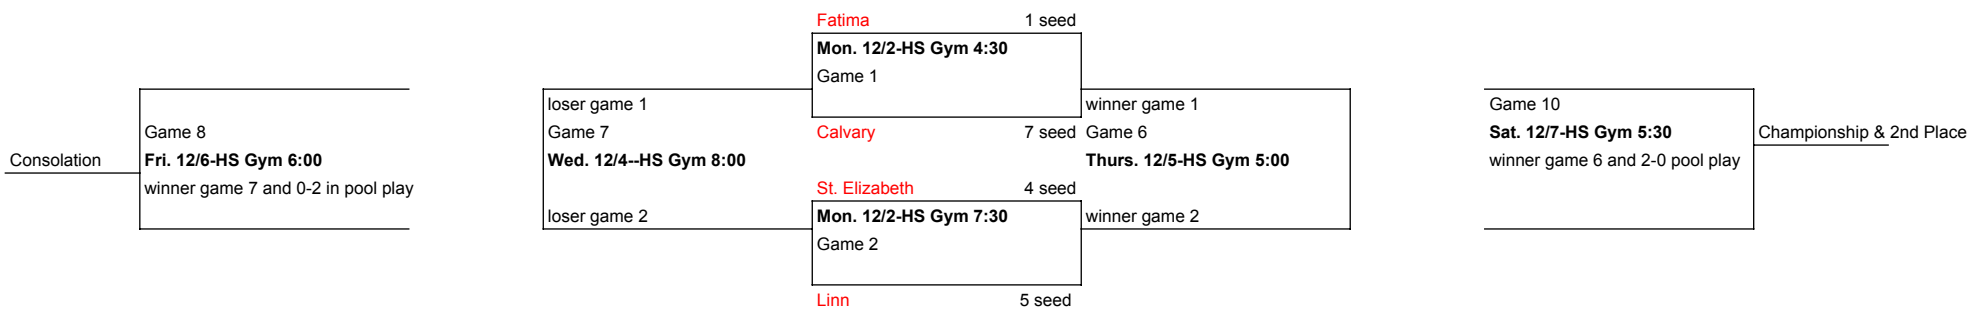 Fatima 1 seed
Mon. 12/2-HS Gym 4:30
Game 1
loser game 1 winner game 1 Game 10
Game 8 Game 7 Calvary 7 seed Game 6 Sat. 12/7-HS Gym 5:30 Championship & 2nd Place
Consolation Fri. 12/6-HS Gym 6:00 Wed. 12/4--HS Gym 8:00 Thurs. 12/5-HS Gym 5:00 winner game 6 and 2-0 pool play
winner game 7 and 0-2 in pool play St. Elizabeth 4 seed
loser game 2 Mon. 12/2-HS Gym 7:30 winner game 2
Game 2
Linn 5 seed